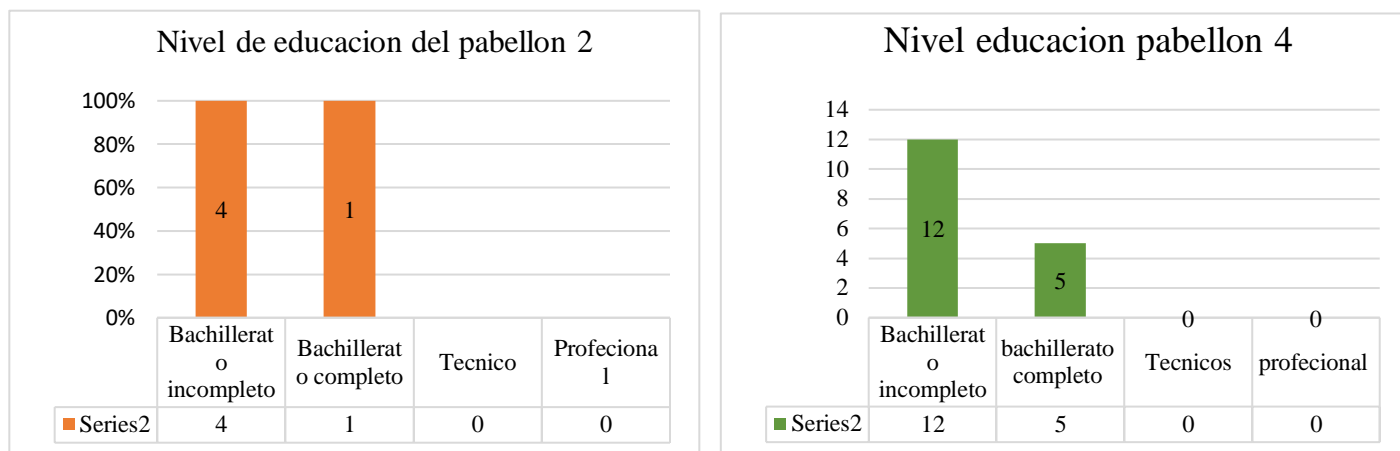 Nivel de educacion del pabellon 2
100%
80%
60%
40%
20%
0%
4
1
Bachillerat
o
incompleto
Bachillerat
o completo
Tecnico
Profeciona
l
Series2 4 1 0 0
Nivel educacion pabellon 4
14
12
10
8
6
4
2
0
12
5
0
0
Bachillerat
o
incompleto
bachillerato
completo
Tecnicos
profecional
Series2 12 5 0 0